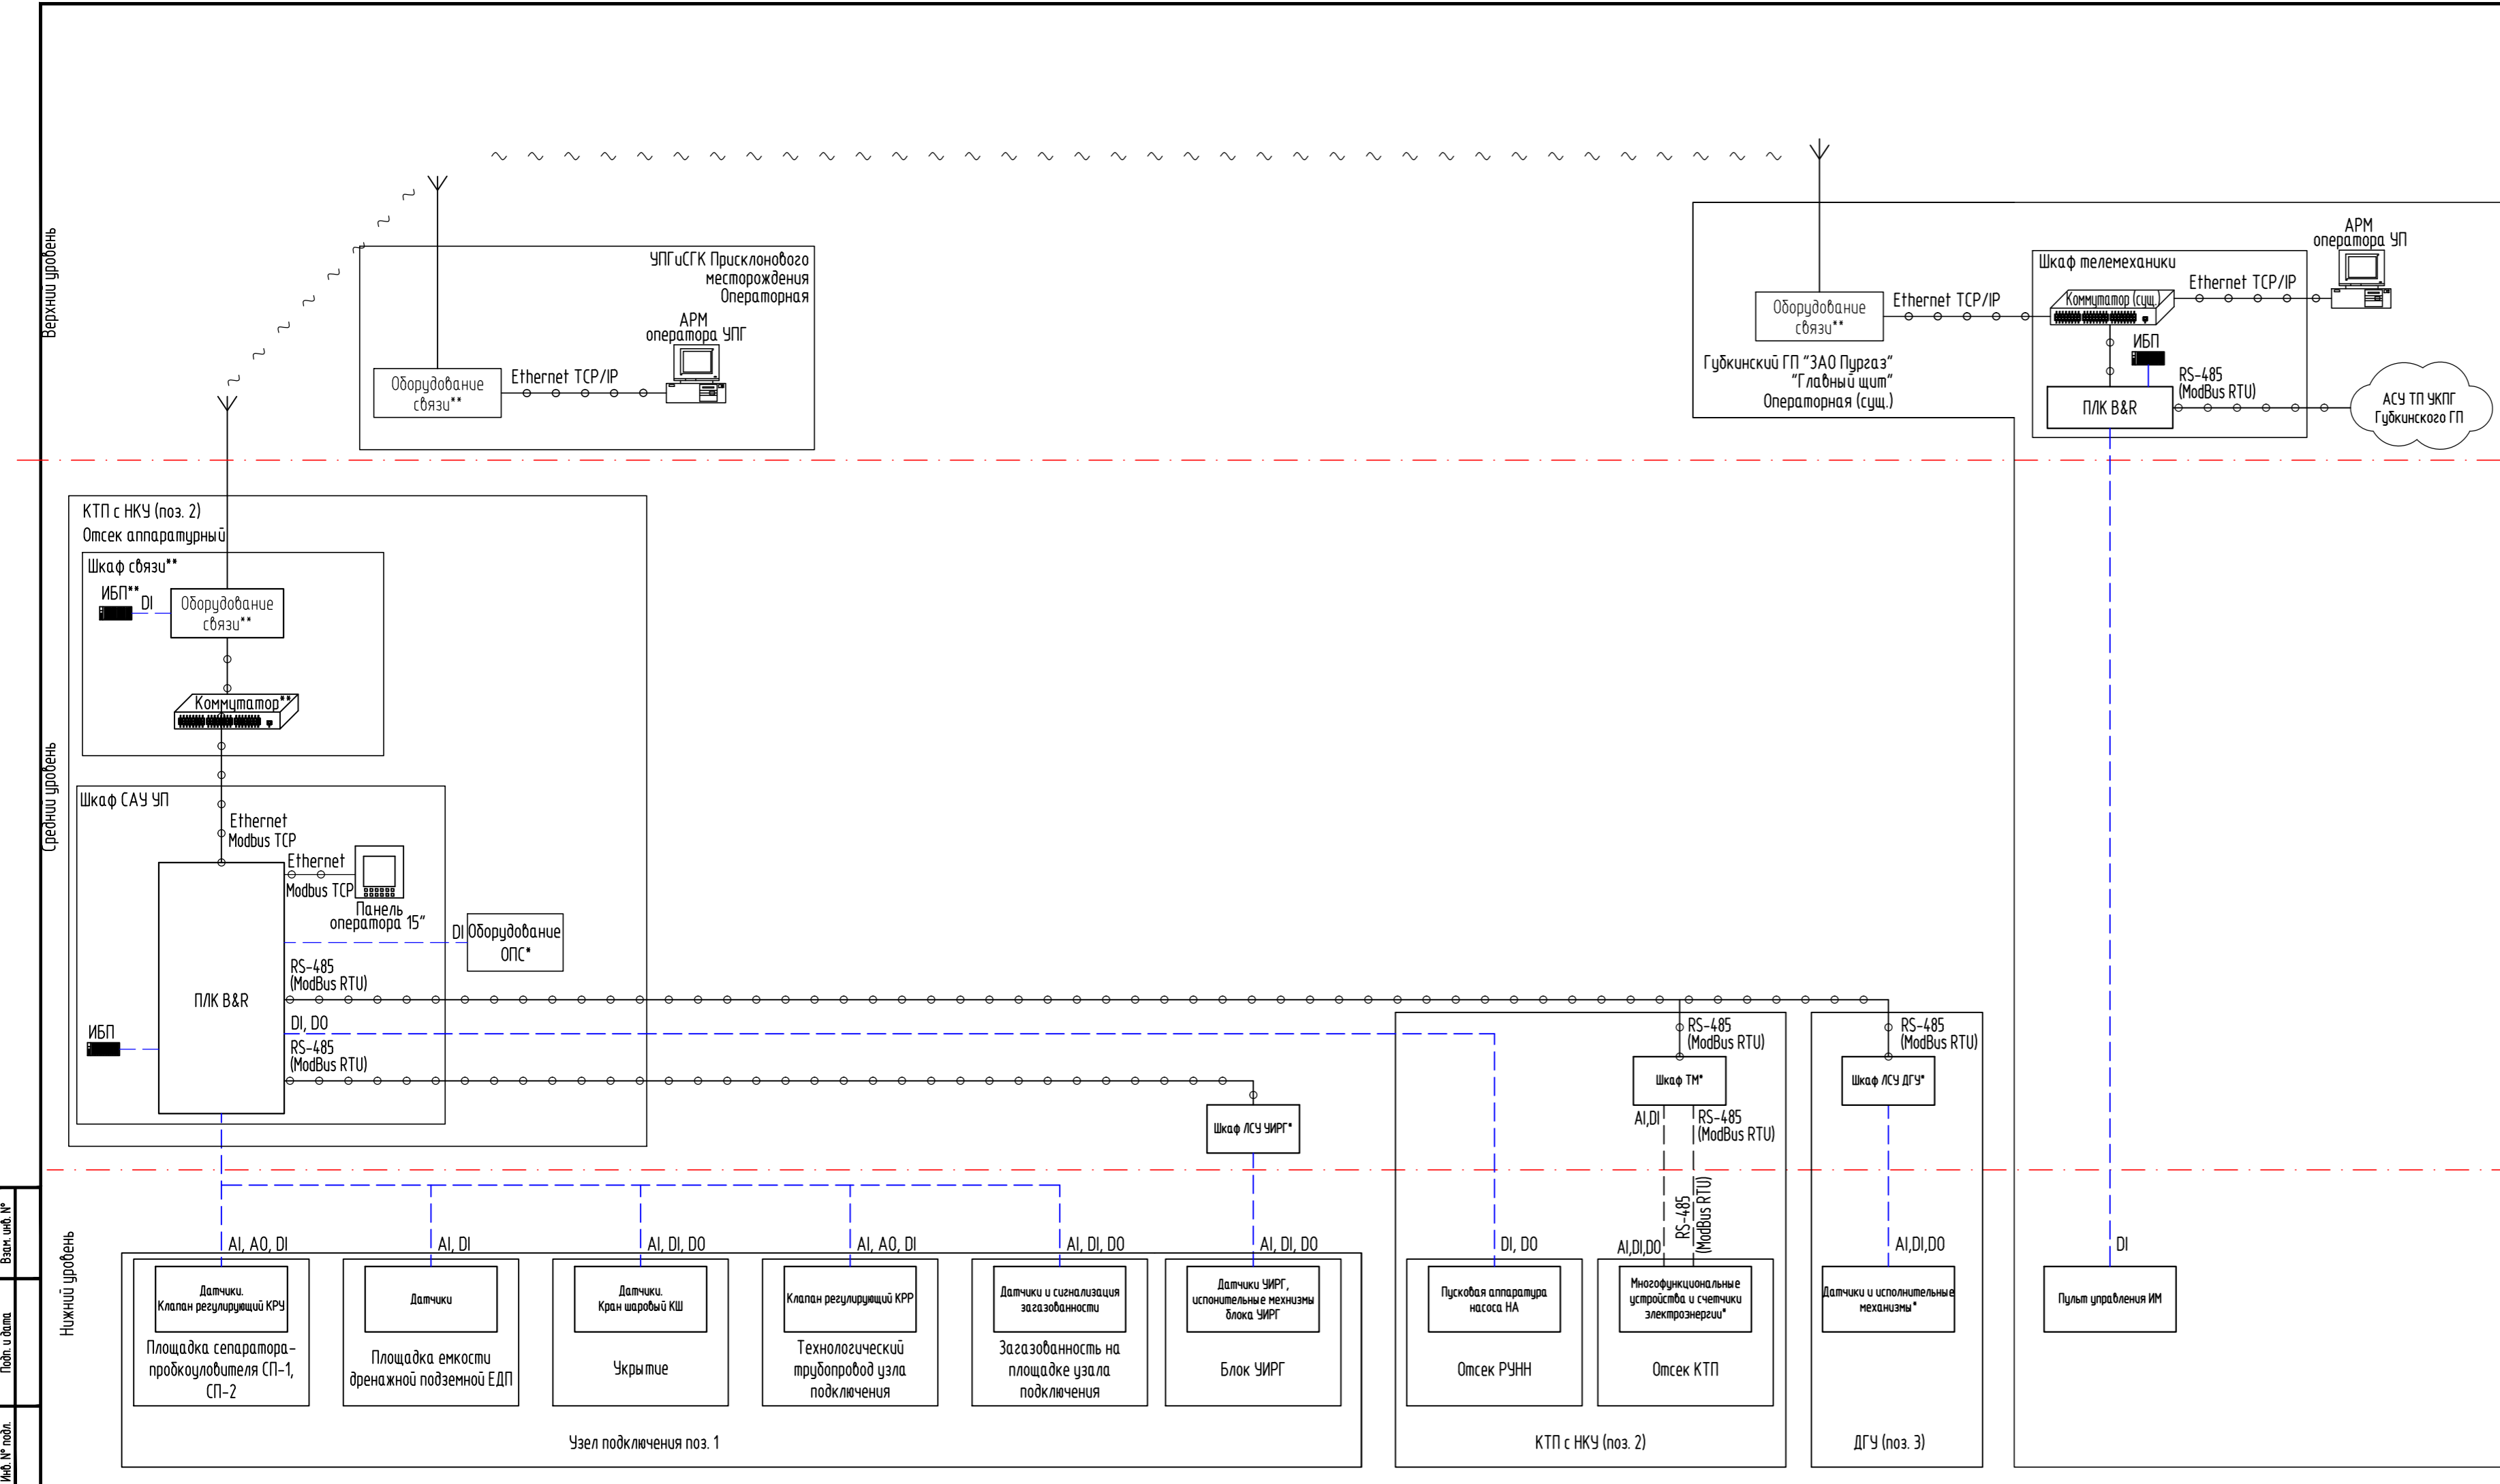 Верхний уровень
УПГиСГК Присклонового
месторождения
Операторная
АРМ
оператора УПГ
Оборудование
связи**
Ethernet TCP/IP
Оборудование
связи**
Ethernet TCP/IP
Губкинский ГП "ЗАО Пургаз"
"Главный щит"
Операторная (сущ.)
Шкаф телемеханики
Коммутатор (сущ.)
Ethernet TCP/IP
АРМ
оператора УП
ИБП
ПЛК B&R
RS-485
(ModBus RTU)
АСУ ТП УКПГ
Губкинского ГП
Средний уровень
КТП с НКУ (поз. 2)
Отсек аппаратурный
Шкаф связи**
ИБП**
DI
Оборудование
связи**
Коммутатор**
Шкаф САУ УП
Ethernet
Modbus TCP
Ethernet
Modbus TCP
Панель
оператора 15"
DI
Оборудование
ОПС*
ПЛК B&R
ИБП
RS-485
(ModBus RTU)
DI, DO
RS-485
(ModBus RTU)
Шкаф ЛСУ УИРГ*
RS-485
(ModBus RTU)
Шкаф ТМ*
AI,DI
RS-485
(ModBus RTU)
RS-485
(ModBus RTU)
Шкаф ЛСУ ДГУ*
Нижний уровень
AI, AO, DI
AI, DI
AI, DI, DO
AI, AO, DI
AI, DI, DO
AI, DI, DO
DI, DO
AI,DI,DO
RS-485
(ModBus RTU)
AI,DI,DO
DI
Датчики.
Клапан регулирующий КРУ
Площадка сепаратора-
пробкоуловителя СП-1,
СП-2
Датчики
Площадка емкости
дренажной подземной ЕДП
Датчики.
Кран шаровый КШ
Укрытие
Клапан регулирующий КРР
Технологический
трубопровод узла
подключения
Датчики и сигнализация
загазованности
Загазованность на
площадке узала
подключения
Датчики УИРГ,
испонительные мехнизмы
блока УИРГ
Блок УИРГ
Узел подключения поз. 1
Пусковая аппаратура
насоса НА
Отсек РУНН
Многофункциональные
устройства и счетчики
электроэнергии*
Отсек КТП
КТП с НКУ (поз. 2)
Датчики и исполнительные
механизмы*
ДГУ (поз. 3)
Пульт управления ИМ
Взам. инв. №
Подп. и дата
Инв. № подл.